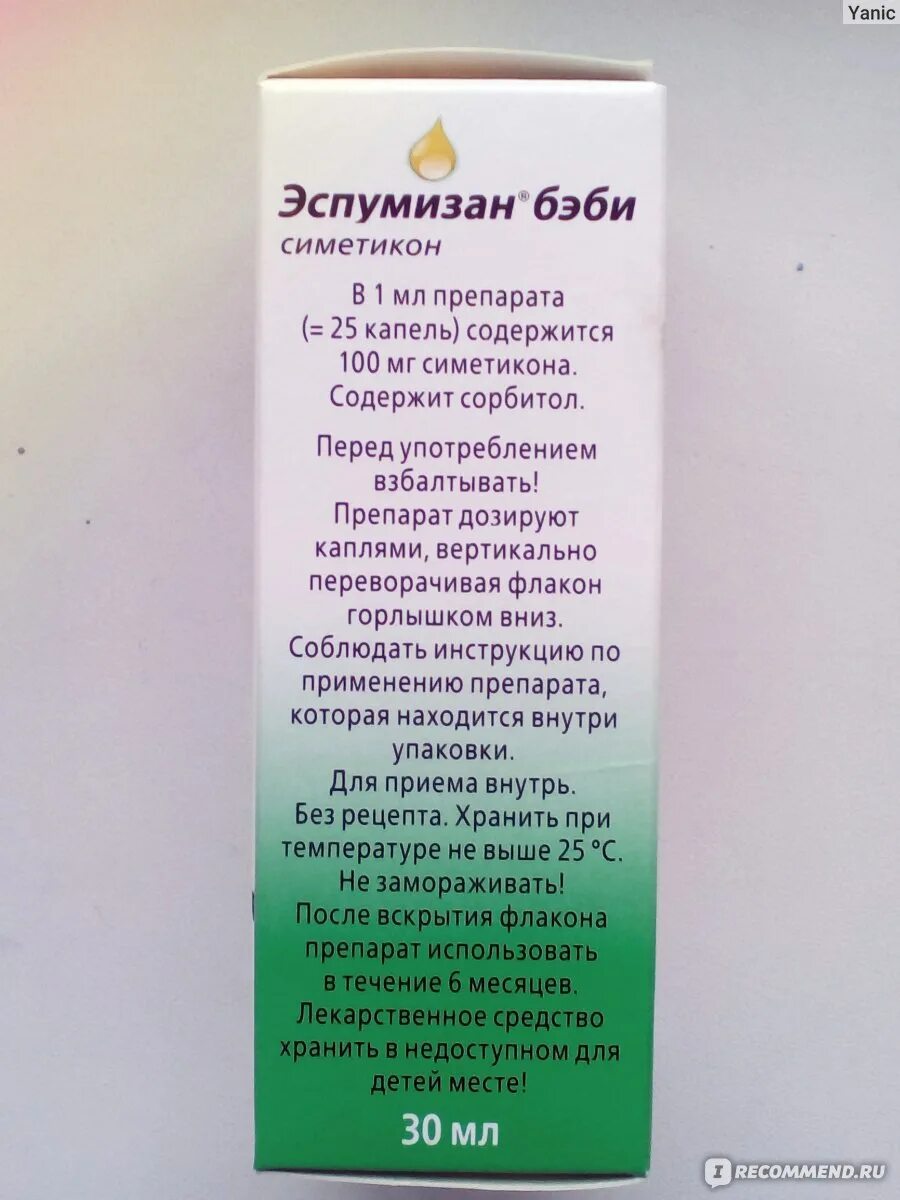 Yanic
Эспумизан® бэби
симетикон
В 1 мл препарата
(= 25 капель) содержится
100 мг симетикона.
Содержит сорбитол.
Перед употреблением
взбалтывать!
Препарат дозируют
каплями, вертикально
переворачивая флакон
горлышком вниз.
Соблюдать инструкцию по
применению препарата,
которая находится внутри
упаковки.
Для приема внутрь.
Без рецепта. Хранить при
температуре не выше 25 °C.
Не замораживать!
После вскрытия флакона
препарат использовать
в течение 6 месяцев.
Лекарственное средство
хранить в недоступном для
детей месте!
30 мл
IRECOMMEND.RU